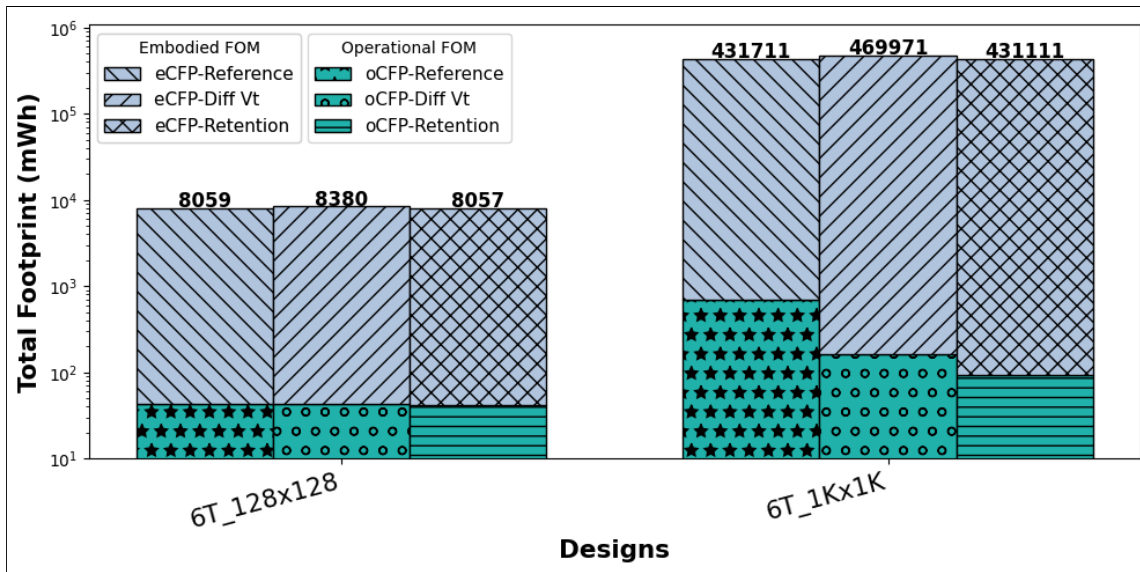 Total Footprint (mWh)
10^6
10^5
10^4
10^3
10^2
10^1
Embodied FOM
eCFP-Reference
eCFP-Diff Vt
eCFP-Retention
Operational FOM
oCFP-Reference
oCFP-Diff Vt
oCFP-Retention
8059
8380
8057
431711
469971
431111
6T_128x128
6T_1Kx1K
Designs